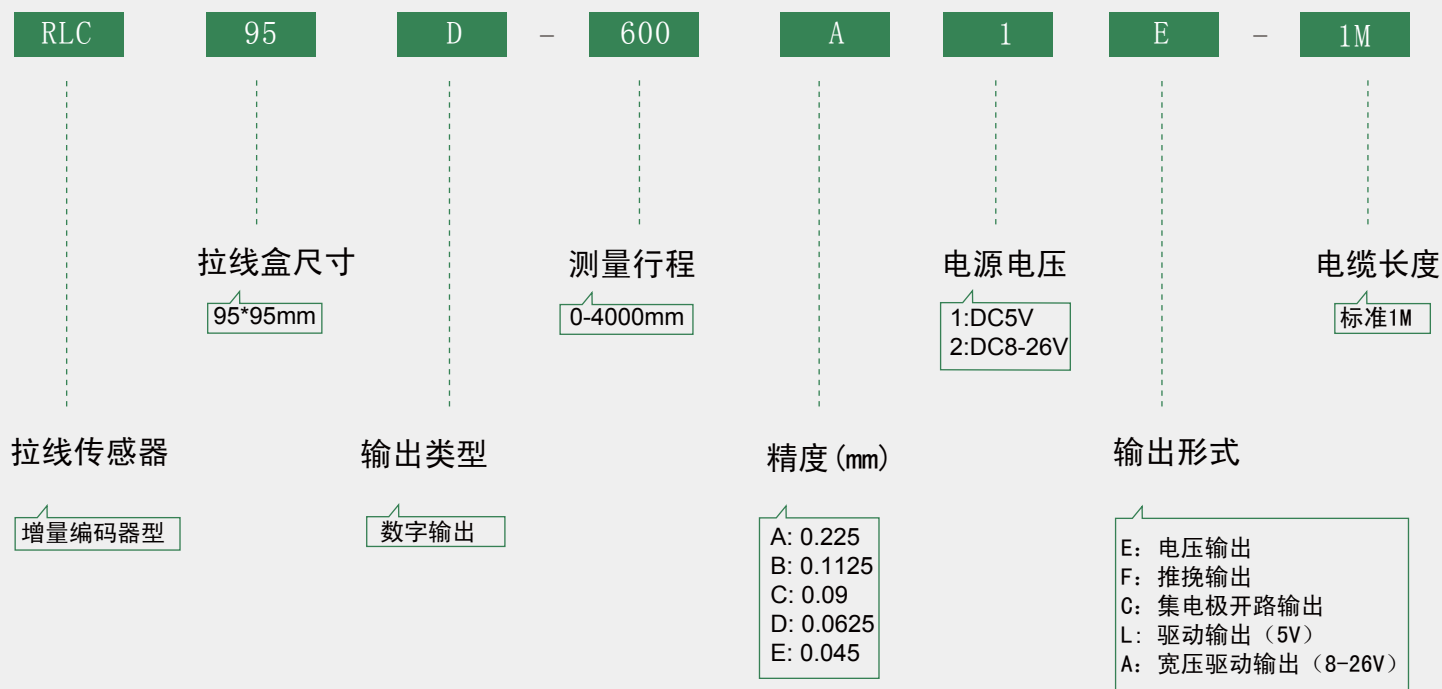 RLC 95 D - 600 A 1 E - 1M
拉线盒尺寸 测量行程 电源电压 电缆长度
95*95mm 0-4000mm 1:DC5V 标准1M
2:DC8-26V
拉线传感器 输出类型 精度(mm) 输出形式
增量编码器型 数字输出
A: 0.225
B: 0.1125
C: 0.09
D: 0.0625
E: 0.045
E: 电压输出
F: 推挽输出
C: 集电极开路输出
L: 驱动输出（5V）
A: 宽压驱动输出（8-26V）